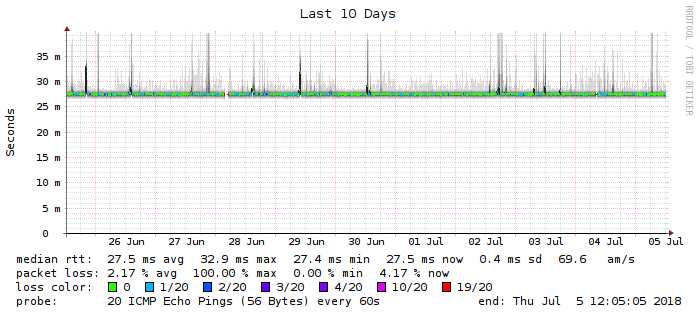 Last 10 Days
RRDTOOL / TOBI OETIKER
Seconds
35 m
30 m
25 m
20 m
15 m
10 m
5 m
0
26 Jun 27 Jun 28 Jun 29 Jun 30 Jun 01 Jul 02 Jul 03 Jul 04 Jul 05 Jul
median rtt: 27.5 ms avg 32.9 ms max 27.4 ms min 27.5 ms now 0.4 ms sd 69.6 am/s
packet loss: 2.17 % avg 100.00 % max 0.00 % min 4.17 % now
loss color: 0 1/20 2/20 3/20 4/20 10/20 19/20
probe: 20 ICMP Echo Pings (56 Bytes) every 60s end: Thu Jul 5 12:05:05 2018